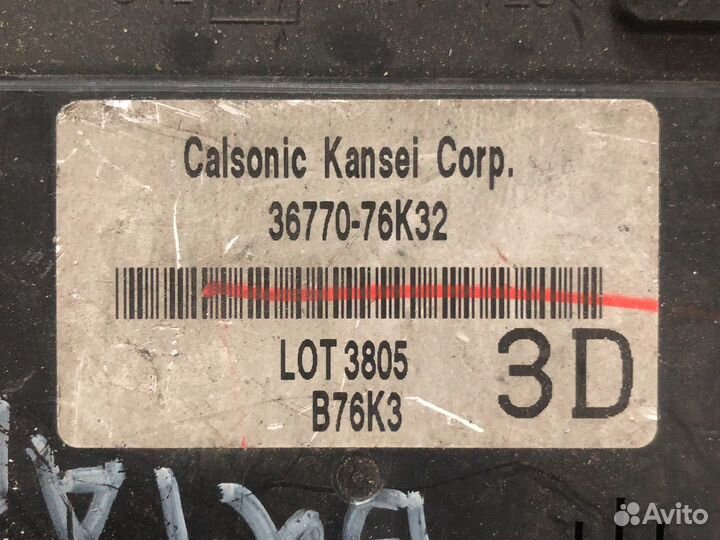 Calsonic Kansei Corp.
36770-76K32
LOT 3805
3D
B76K3
Avito